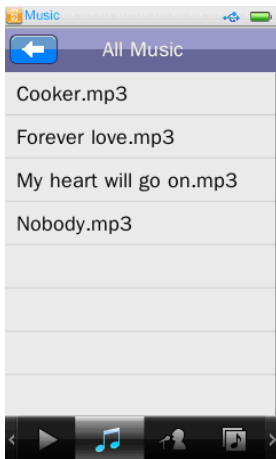 Music
All Music
Cooker.mp3
Forever love.mp3
My heart will go on.mp3
Nobody.mp3